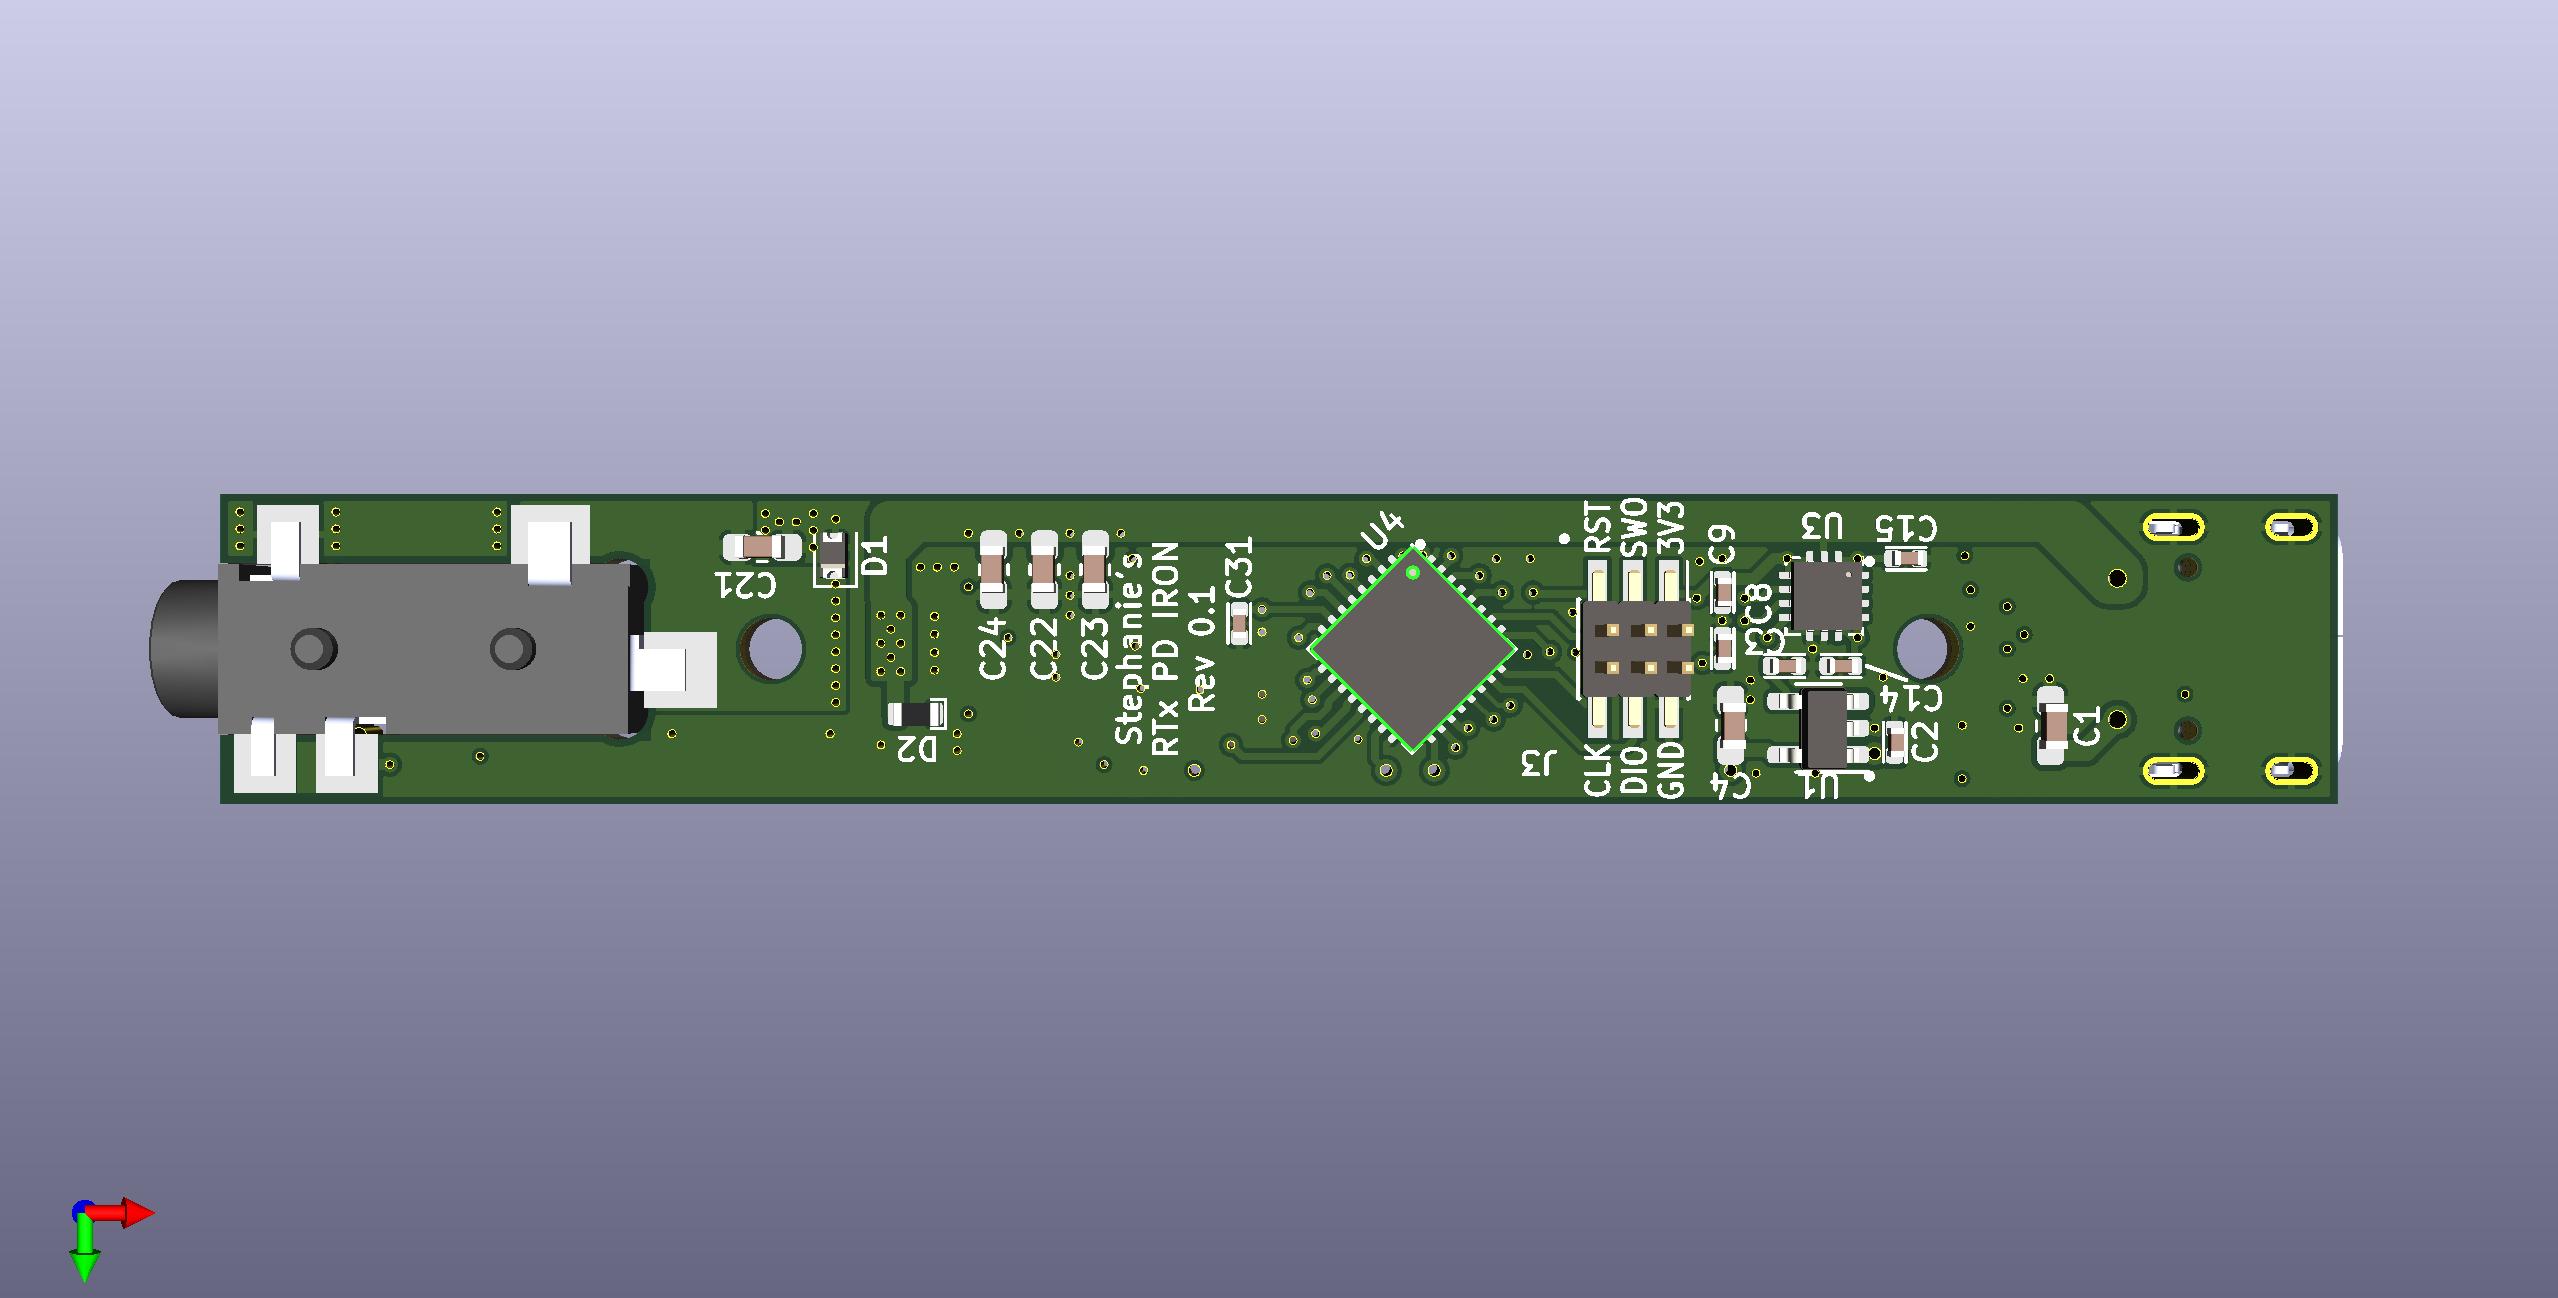 C21
D1
D2
C24
C22
C23
Stephanie's
RTx PD IRON
Rev 0.1
C31
U4
J3
RST
SWO
3V3
CLK
DIO
GND
C9
C8
C3
C4
U3
C15
C14
U1
C2
C1